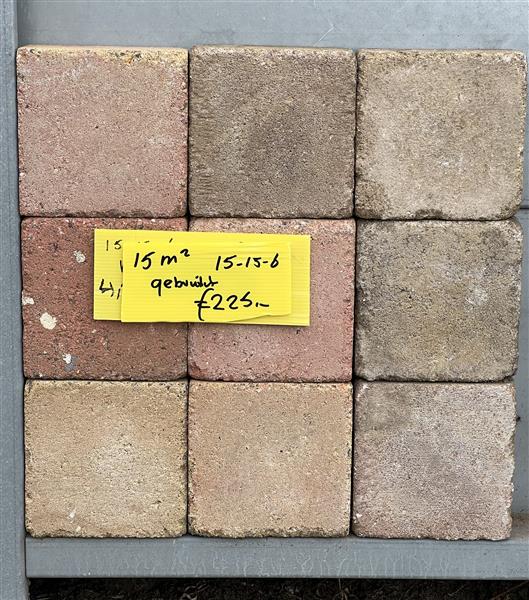 15 m² 15-15-6
gebruikt
€225,-